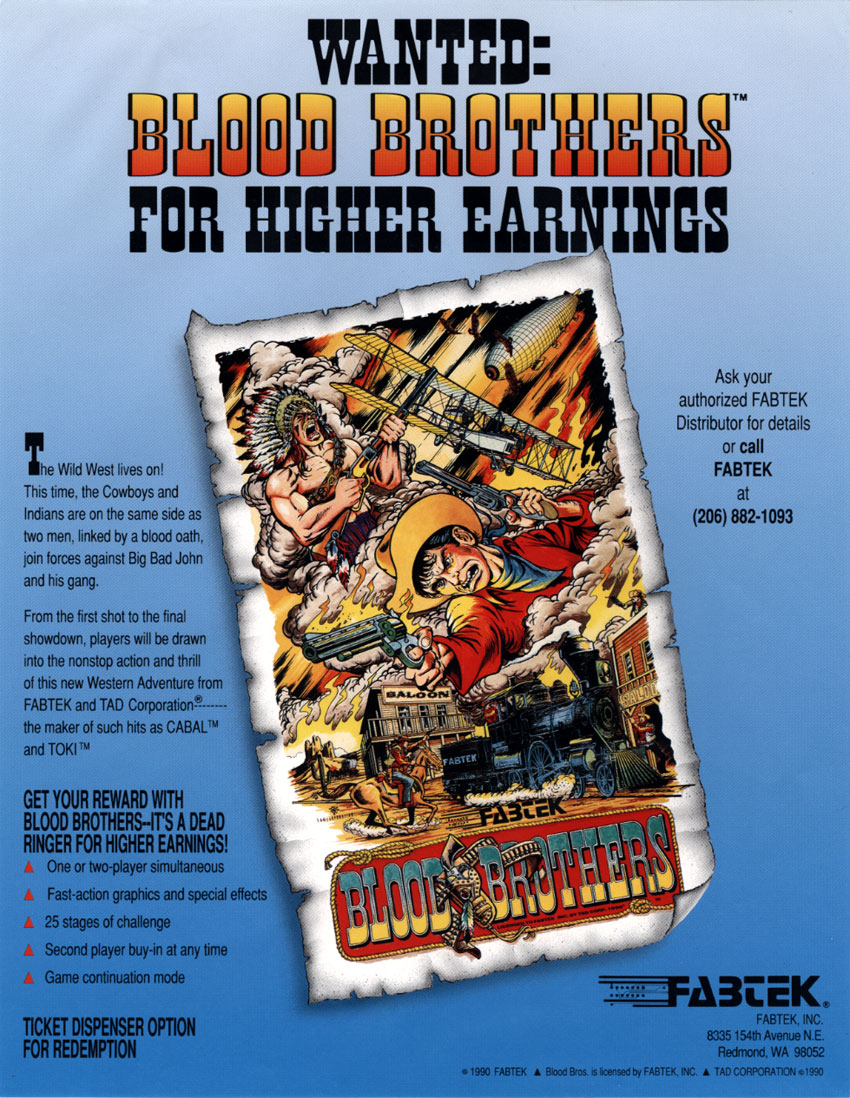 WANTED:
BLOOD BROTHERS™
FOR HIGHER EARNINGS
Ask your
authorized FABTEK
Distributor for details
or call
FABTEK
at
(206) 882-1093
The Wild West lives on!
This time, the Cowboys and
Indians are on the same side as
two men, linked by a blood oath,
join forces against Big Bad John
and his gang.
From the first shot to the final
showdown, players will be drawn
into the nonstop action and thrill
of this new Western Adventure from
FABTEK and TAD Corporation®--------
the maker of such hits as CABAL™
and TOKI™
GET YOUR REWARD WITH
BLOOD BROTHERS--IT'S A DEAD
RINGER FOR HIGHER EARNINGS!
▲ One or two-player simultaneous
▲ Fast-action graphics and special effects
▲ 25 stages of challenge
▲ Second player buy-in at any time
▲ Game continuation mode
TICKET DISPENSER OPTION
FOR REDEMPTION
SALOON
FABTEK
FABTEK
BLOOD BROTHERS
FABTEK®
FABTEK, INC.
8335 154th Avenue N.E.
Redmond, WA 98052
© 1990 FABTEK ▲ Blood Bros. is licensed by FABTEK, INC. ▲ TAD CORPORATION © 1990